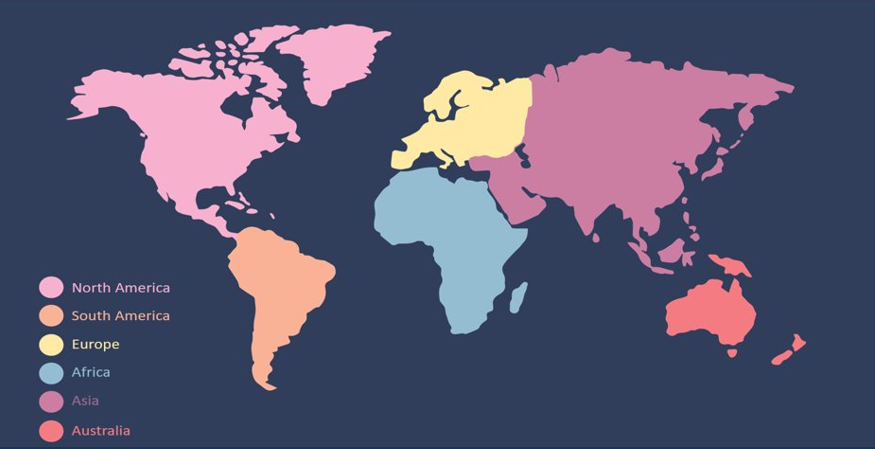 North America
South America
Europe
Africa
Asia
Australia